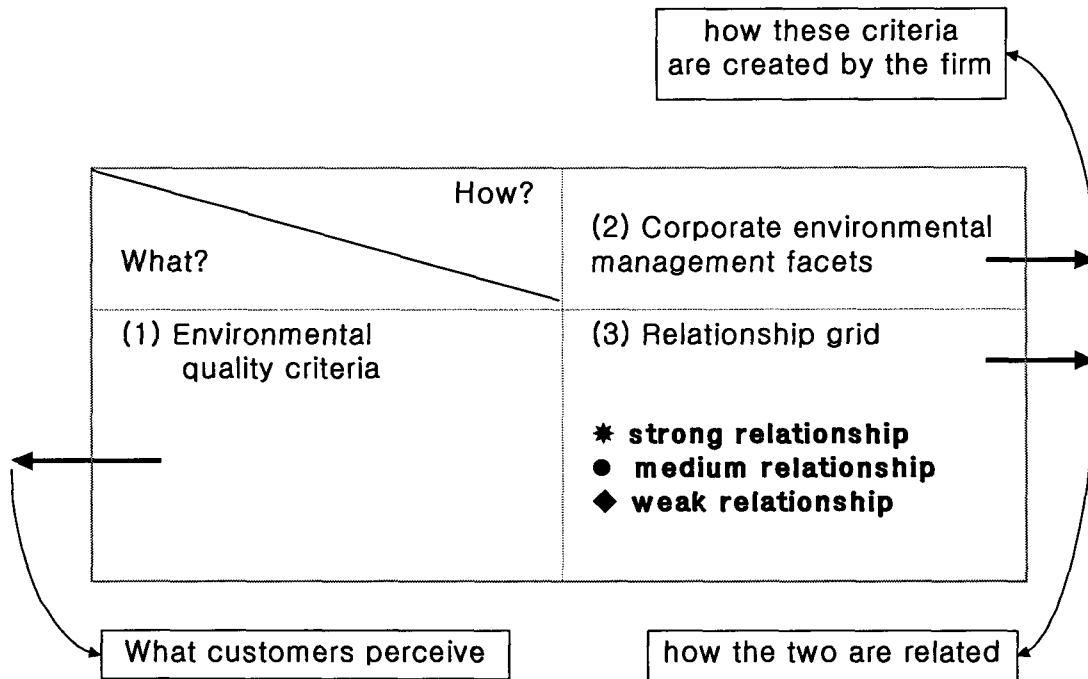 how these criteria
are created by the firm
How?
What?
(2) Corporate environmental
management facets
(1) Environmental
quality criteria
(3) Relationship grid
✷ strong relationship
● medium relationship
◆ weak relationship
What customers perceive
how the two are related